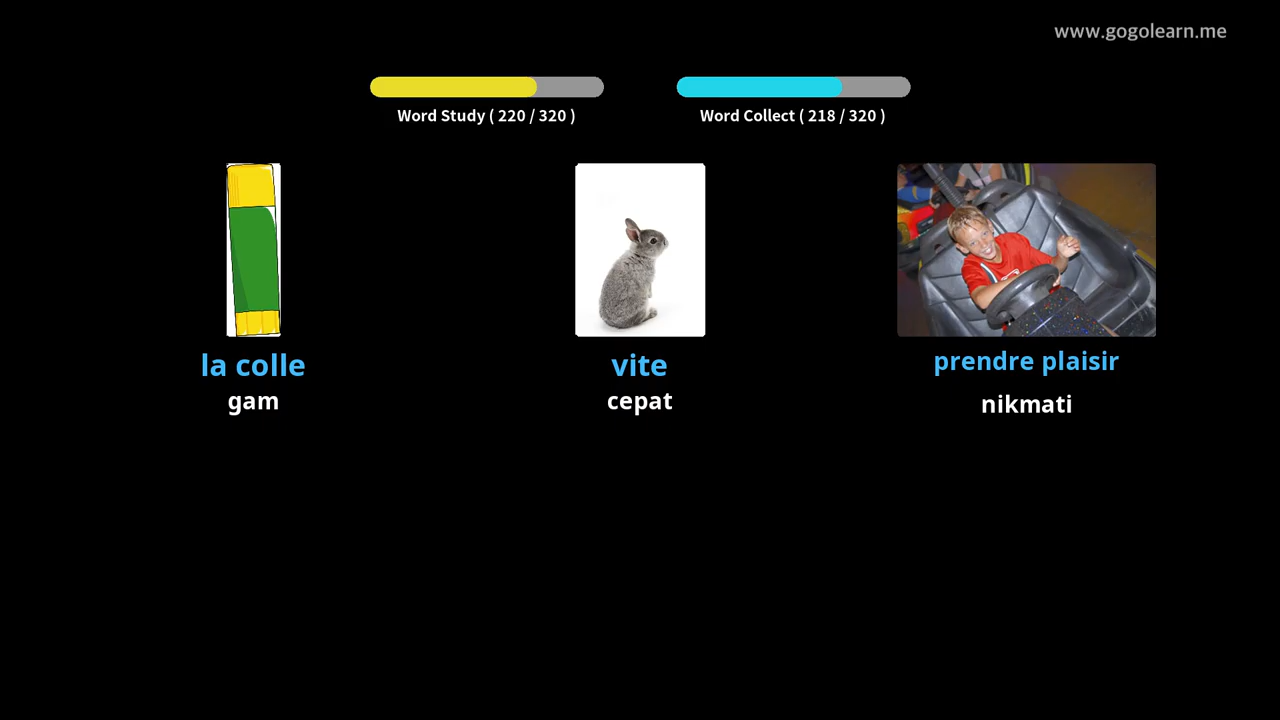 www.gogolearn.me
Word Study ( 220 / 320 )
Word Collect ( 218 / 320 )
la colle
gam
vite
cepat
prendre plaisir
nikmati